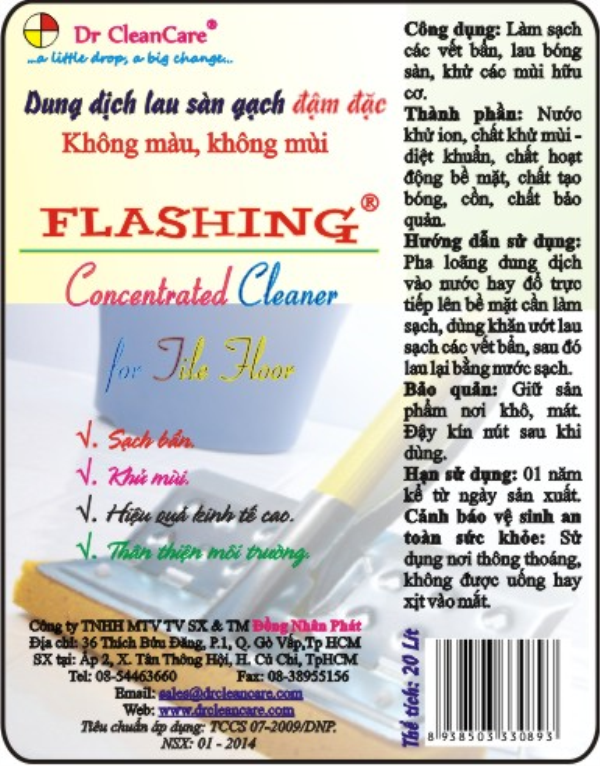 Dr CleanCare®
...a little drop, a big change...
Dung dịch lau sàn gạch đậm đặc
Không màu, không mùi
FLASHING®
Concentrated Cleaner
for Tile Floor
√. Sạch bẩn.
√. Khử mùi.
√. Hiệu quả kinh tế cao.
√. Thân thiện môi trường.
Công ty TNHH MTV TV SX & TM Đồng Nhân Phát
Địa chỉ: 36 Thích Bửu Đăng, P.1, Q. Gò Vấp,Tp HCM
SX tại: Ấp 2, X. Tân Thông Hội, H. Củ Chi, TpHCM
Tel: 08-54463660 Fax: 08-38955156
Email: sales@drcleancare.com
Web: www.drcleancare.com
Tiêu chuẩn áp dụng: TCCS 07-2009/DNP.
NSX: 01 - 2014
Công dụng: Làm sạch
các vết bẩn, lau bóng
sàn, khử các mùi hữu
cơ.
Thành phần: Nước
khử ion, chất khử mùi -
diệt khuẩn, chất hoạt
động bề mặt, chất tạo
bóng, cồn, chất bảo
quản.
Hướng dẫn sử dụng:
Pha loãng dung dịch
vào nước hay đổ trực
tiếp lên bề mặt cần làm
sạch, dùng khăn ướt lau
sạch các vết bẩn, sau đó
lau lại bằng nước sạch.
Bảo quản: Giữ sản
phẩm nơi khô, mát.
Đậy kín nút sau khi
dùng.
Hạn sử dụng: 01 năm
kể từ ngày sản xuất.
Cảnh báo vệ sinh an
toàn sức khỏe: Sử
dụng nơi thông thoáng,
không được uống hay
xịt vào mắt.
Thể tích: 20 Lít
8 938503 330893